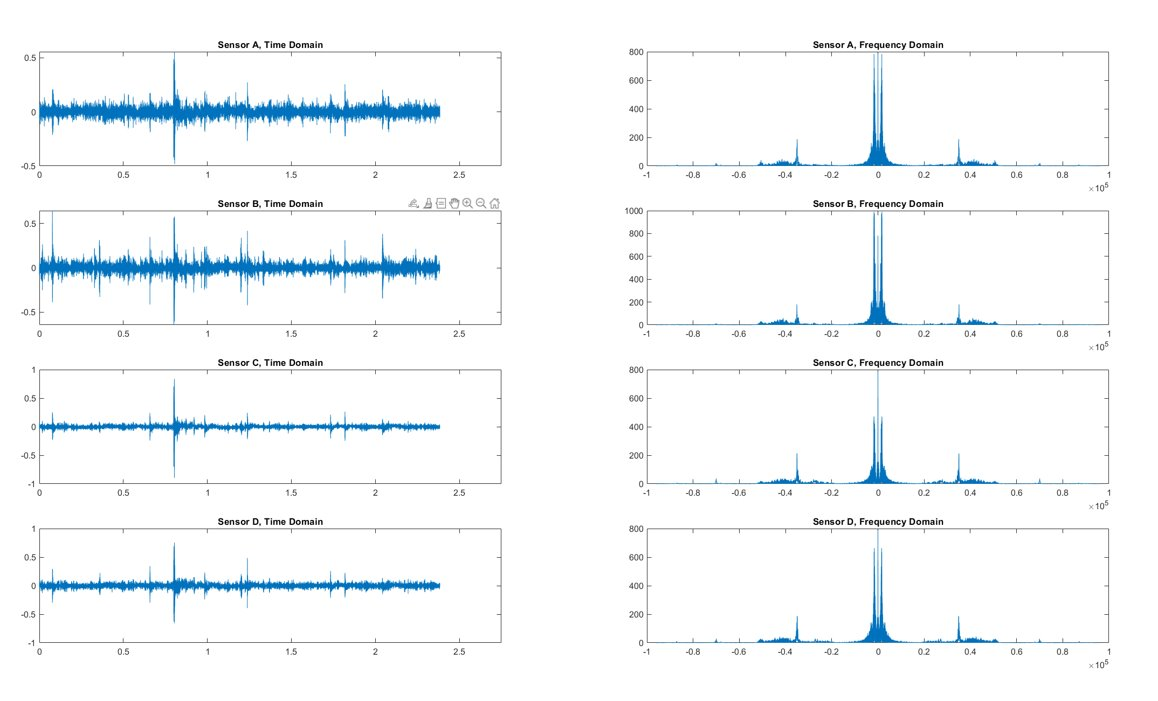 Sensor A, Time Domain
0.5
0
-0.5
0 0.5 1 1.5 2 2.5
Sensor A, Frequency Domain
800
600
400
200
0
-1 -0.8 -0.6 -0.4 -0.2 0 0.2 0.4 0.6 0.8 1
×10⁵
Sensor B, Time Domain
0.5
0
-0.5
0 0.5 1 1.5 2 2.5
Sensor B, Frequency Domain
1000
800
600
400
200
0
-1 -0.8 -0.6 -0.4 -0.2 0 0.2 0.4 0.6 0.8 1
×10⁵
Sensor C, Time Domain
1
0.5
0
-0.5
-1
0 0.5 1 1.5 2 2.5
Sensor C, Frequency Domain
800
600
400
200
0
-1 -0.8 -0.6 -0.4 -0.2 0 0.2 0.4 0.6 0.8 1
×10⁵
Sensor D, Time Domain
1
0.5
0
-0.5
-1
0 0.5 1 1.5 2 2.5
Sensor D, Frequency Domain
800
600
400
200
0
-1 -0.8 -0.6 -0.4 -0.2 0 0.2 0.4 0.6 0.8 1
×10⁵